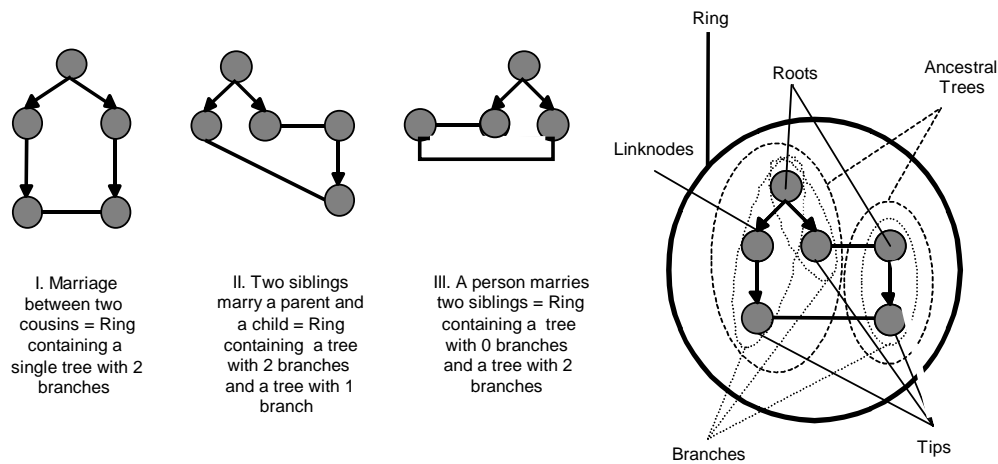 I. Marriage
between two
cousins = Ring
containing a
single tree with 2
branches
II. Two siblings
marry a parent and
a child = Ring
containing a tree
with 2 branches
and a tree with 1
branch
III. A person marries
two siblings = Ring
containing a tree
with 0 branches
and a tree with 2
branches
Ring
Roots
Ancestral
Trees
Linknodes
Branches
Tips